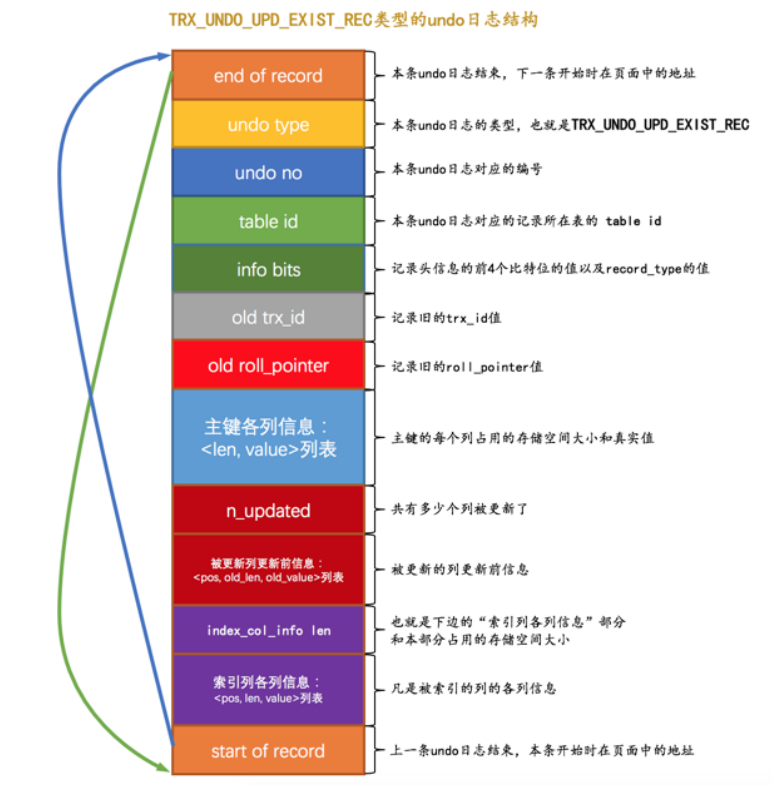 TRX_UNDO_UPD_EXIST_REC类型的undo日志结构
end of record
本条undo日志结束，下一条开始时在页面中的地址
undo type
本条undo日志的类型，也就是TRX_UNDO_UPD_EXIST_REC
undo no
本条undo日志对应的编号
table id
本条undo日志对应的记录所在表的 table id
info bits
记录头信息的前4个比特位的值以及record_type的值
old trx_id
记录旧的trx_id值
old roll_pointer
记录旧的roll_pointer值
主键各列信息：
<len, value>列表
主键的每个列占用的存储空间大小和真实值
n_updated
共有多少个列被更新了
被更新列更新前信息：
<pos, old_len, old_value>列表
被更新的列更新前信息
index_col_info len
也就是下边的“索引列各列信息”部分
和本部分占用的存储空间大小
索引列各列信息：
<pos, len, value>列表
凡是被索引的列的各列信息
start of record
上一条undo日志结束，本条开始时在页面中的地址